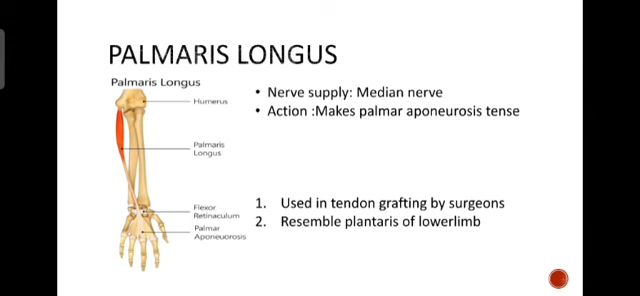 PALMARIS LONGUS
Palmaris Longus
Humerus
Palmaris
Longus
Flexor
Retinaculum
Palmar
Aponeuorosis
• Nerve supply: Median nerve
• Action :Makes palmar aponeurosis tense
1. Used in tendon grafting by surgeons
2. Resemble plantaris of lowerlimb